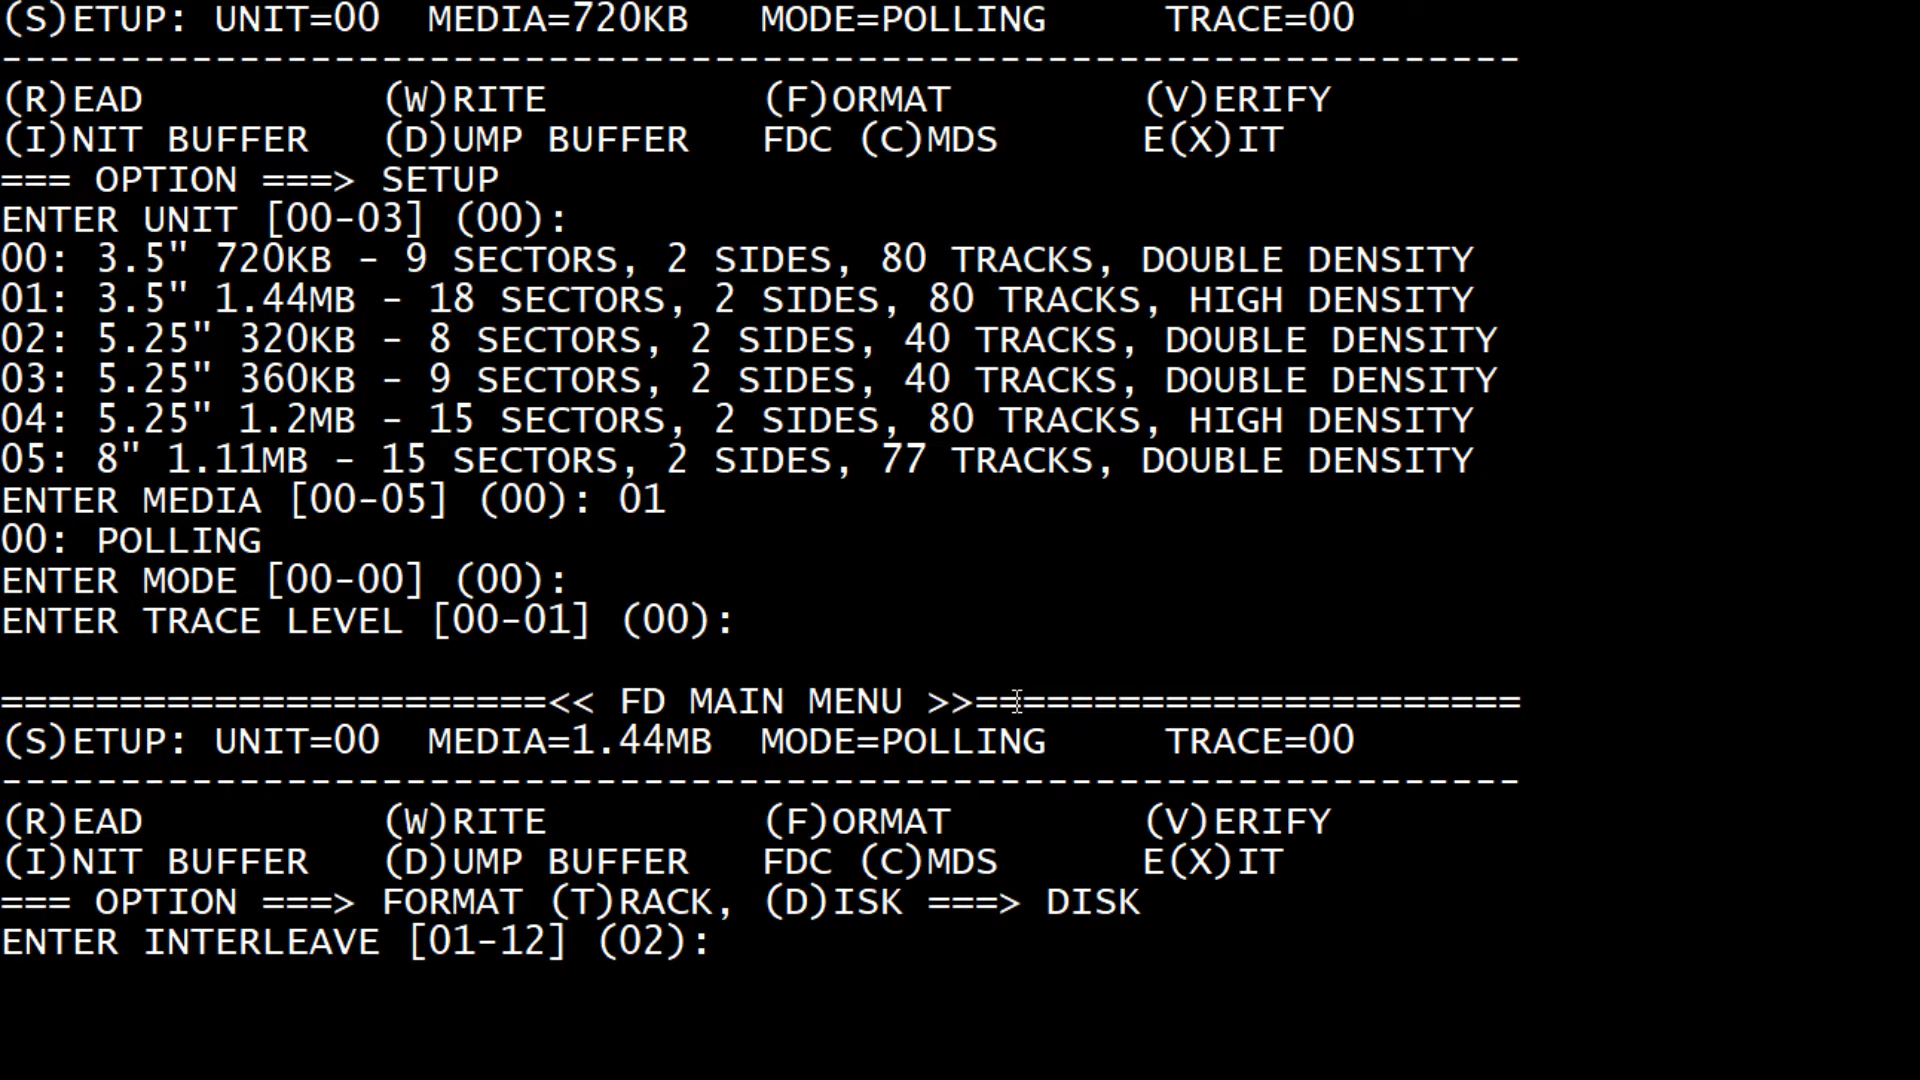 (S)ETUP: UNIT=00  MEDIA=720KB   MODE=POLLING     TRACE=00
----------------------------------------------------------------
(R)EAD          (W)RITE         (F)ORMAT        (V)ERIFY
(I)NIT BUFFER   (D)UMP BUFFER   FDC (C)MDS      E(X)IT
=== OPTION ===> SETUP
ENTER UNIT [00-03] (00):
00: 3.5" 720KB - 9 SECTORS, 2 SIDES, 80 TRACKS, DOUBLE DENSITY
01: 3.5" 1.44MB - 18 SECTORS, 2 SIDES, 80 TRACKS, HIGH DENSITY
02: 5.25" 320KB - 8 SECTORS, 2 SIDES, 40 TRACKS, DOUBLE DENSITY
03: 5.25" 360KB - 9 SECTORS, 2 SIDES, 40 TRACKS, DOUBLE DENSITY
04: 5.25" 1.2MB - 15 SECTORS, 2 SIDES, 80 TRACKS, HIGH DENSITY
05: 8" 1.11MB - 15 SECTORS, 2 SIDES, 77 TRACKS, DOUBLE DENSITY
ENTER MEDIA [00-05] (00): 01
00: POLLING
ENTER MODE [00-00] (00):
ENTER TRACE LEVEL [00-01] (00):
=======================<< FD MAIN MENU >>=======================
(S)ETUP: UNIT=00  MEDIA=1.44MB  MODE=POLLING     TRACE=00
----------------------------------------------------------------
(R)EAD          (W)RITE         (F)ORMAT        (V)ERIFY
(I)NIT BUFFER   (D)UMP BUFFER   FDC (C)MDS      E(X)IT
=== OPTION ===> FORMAT (T)RACK, (D)ISK ===> DISK
ENTER INTERLEAVE [01-12] (02):